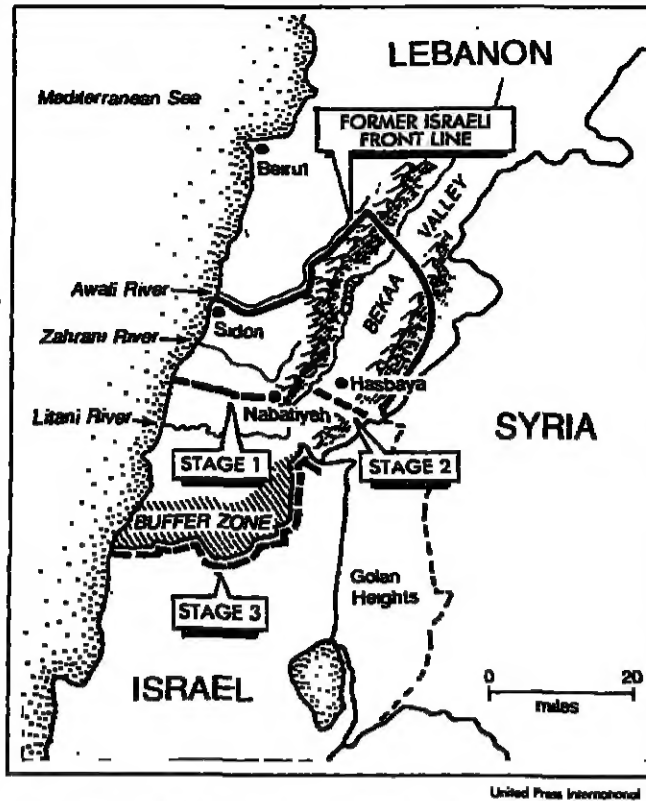 LEBANON
Mediterranean Sea
FORMER ISRAELI
FRONT LINE
Beirut
VALLEY
BEKAA
Awali River
Sidon
Zahrani River
Hasbaya
Nabatiyeh
Litani River
SYRIA
STAGE 1
STAGE 2
BUFFER ZONE
Golan
Heights
STAGE 3
ISRAEL
0 20
miles
United Press International